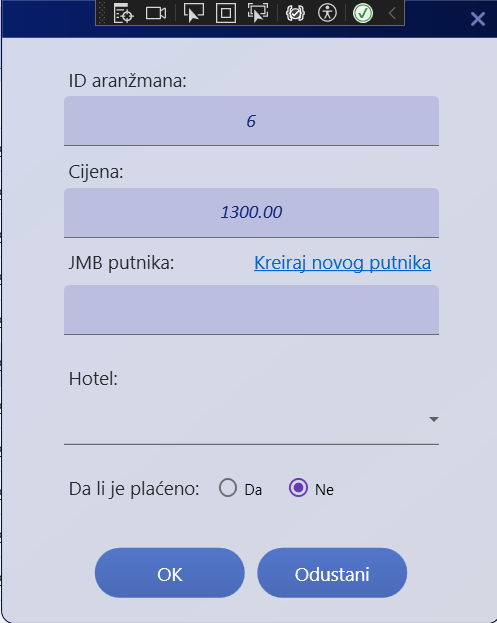 ID aranžmana:
6
Cijena:
1300.00
JMB putnika: Kreiraj novog putnika
Hotel:
Da li je plaćeno: Da Ne
OK Odustani